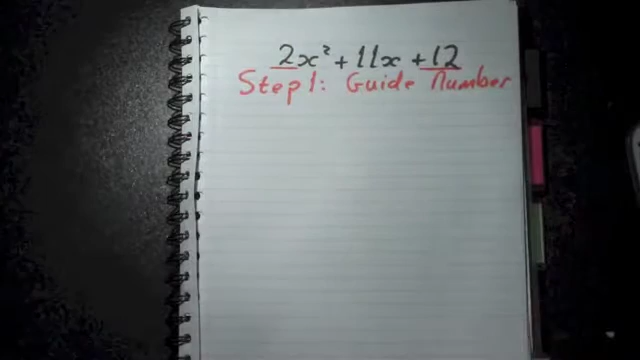 2x² + 11x + 12
Step 1: Guide Number